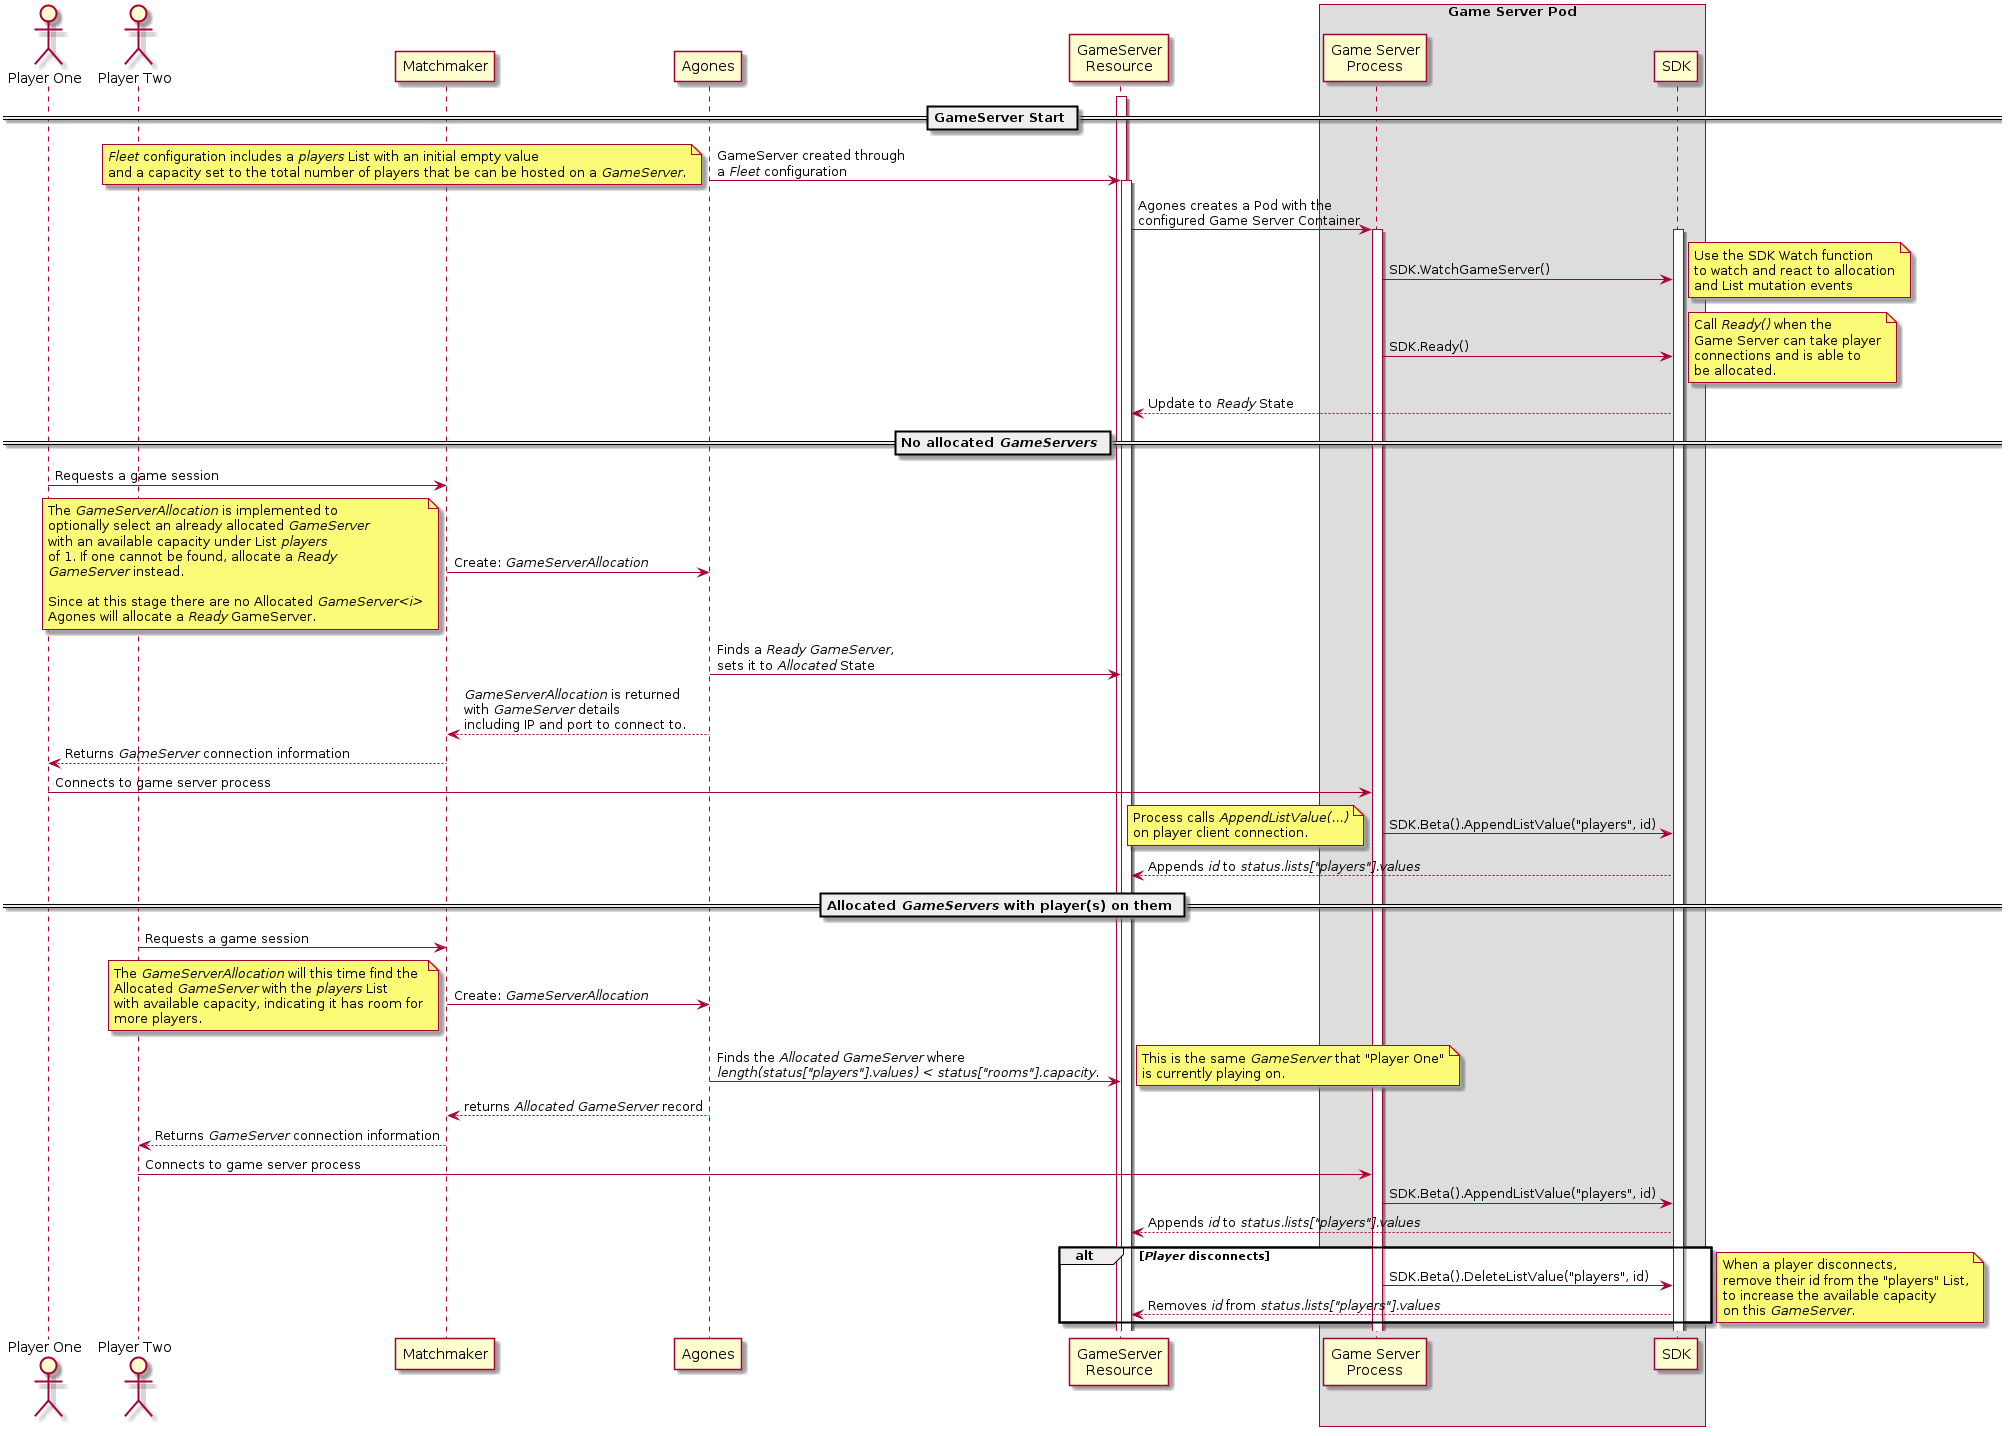 Game Server Pod
Player One
Player Two
Matchmaker
Agones
GameServer
Resource
Game Server
Process
SDK
GameServer Start
Fleet configuration includes a players List with an initial empty value
and a capacity set to the total number of players that be can be hosted on a GameServer.
GameServer created through
a Fleet configuration
Agones creates a Pod with the
configured Game Server Container
SDK.WatchGameServer()
Use the SDK Watch function
to watch and react to allocation
and List mutation events
SDK.Ready()
Call Ready() when the
Game Server can take player
connections and is able to
be allocated.
Update to Ready State
No allocated GameServers
Requests a game session
The GameServerAllocation is implemented to
optionally select an already allocated GameServer
with an available capacity under List players
of 1. If one cannot be found, allocate a Ready
GameServer instead.
Since at this stage there are no Allocated GameServer<i>
Agones will allocate a Ready GameServer.
Create: GameServerAllocation
Finds a Ready GameServer,
sets it to Allocated State
GameServerAllocation is returned
with GameServer details
including IP and port to connect to.
Returns GameServer connection information
Connects to game server process
Process calls AppendListValue(...)
on player client connection.
SDK.Beta().AppendListValue("players", id)
Appends id to status.lists["players"].values
Allocated GameServers with player(s) on them
Requests a game session
The GameServerAllocation will this time find the
Allocated GameServer with the players List
with available capacity, indicating it has room for
more players.
Create: GameServerAllocation
Finds the Allocated GameServer where
length(status["players"].values) < status["rooms"].capacity.
This is the same GameServer that "Player One"
is currently playing on.
returns Allocated GameServer record
Returns GameServer connection information
Connects to game server process
SDK.Beta().AppendListValue("players", id)
Appends id to status.lists["players"].values
alt
[Player disconnects]
SDK.Beta().DeleteListValue("players", id)
Removes id from status.lists["players"].values
When a player disconnects,
remove their id from the "players" List,
to increase the available capacity
on this GameServer.
Player One
Player Two
Matchmaker
Agones
GameServer
Resource
Game Server
Process
SDK